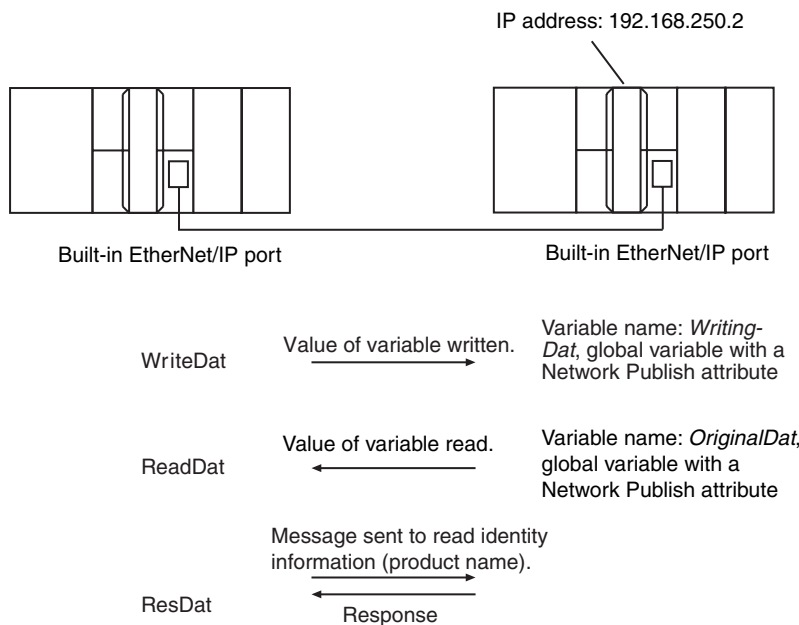 IP address: 192.168.250.2
Built-in EtherNet/IP port
Built-in EtherNet/IP port
WriteDat
Value of variable written.
Variable name: Writing-
Dat, global variable with a
Network Publish attribute
ReadDat
Value of variable read.
Variable name: OriginalDat,
global variable with a
Network Publish attribute
Message sent to read identity
information (product name).
ResDat
Response